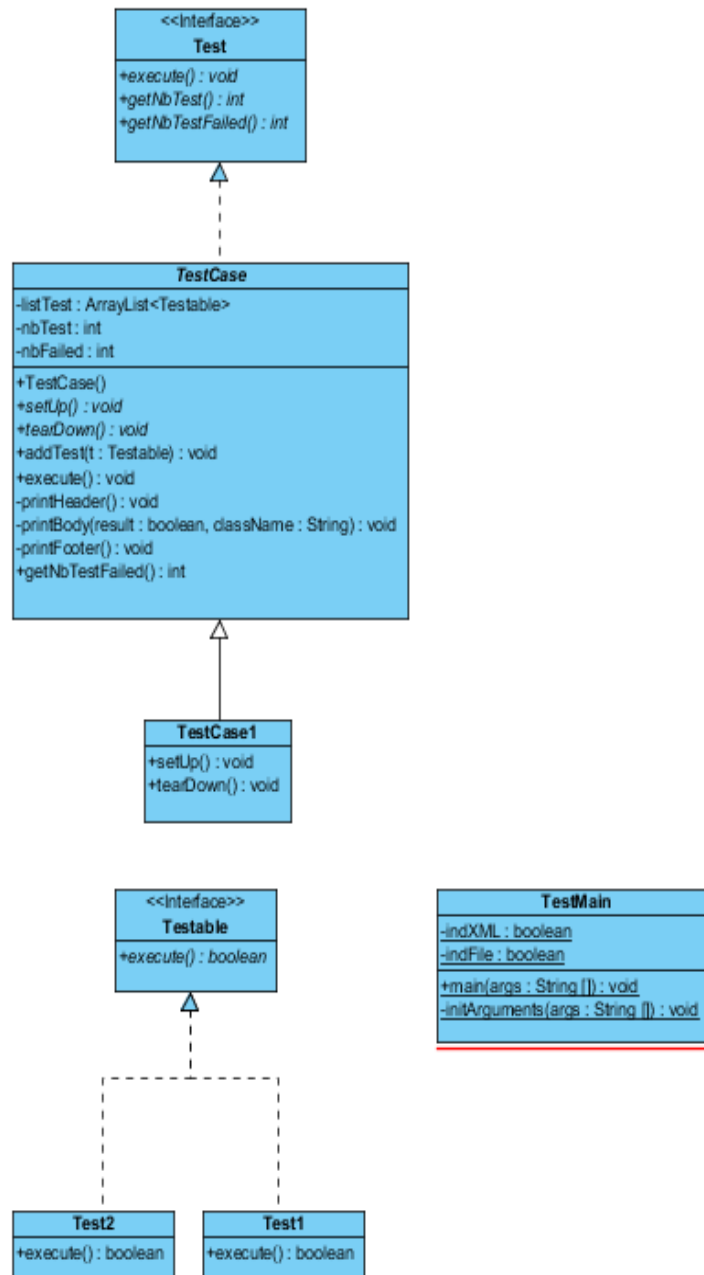 <<Interface>>
Test
+execute() : void
+getNbTest() : int
+getNbTestFailed() : int
TestCase
-listTest : ArrayList<Testable>
-nbTest : int
-nbFailed : int
+TestCase()
+setUp() : void
+tearDown() : void
+addTest(t : Testable) : void
+execute() : void
-printHeader() : void
-printBody(result : boolean, className : String) : void
-printFooter() : void
+getNbTestFailed() : int
TestCase1
+setUp() : void
+tearDown() : void
<<Interface>>
Testable
+execute() : boolean
TestMain
-indXML : boolean
-indFile : boolean
+main(args : String []) : void
-initArguments(args : String []) : void
Test2
+execute() : boolean
Test1
+execute() : boolean